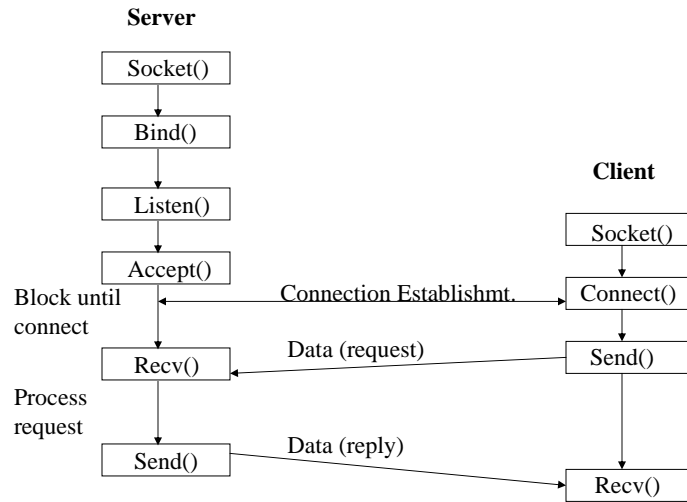 Server
Socket()
Bind()
Listen()
Accept()
Block until
connect
Recv()
Process
request
Send()
Connection Establishmt.
Data (request)
Data (reply)
Client
Socket()
Connect()
Send()
Recv()